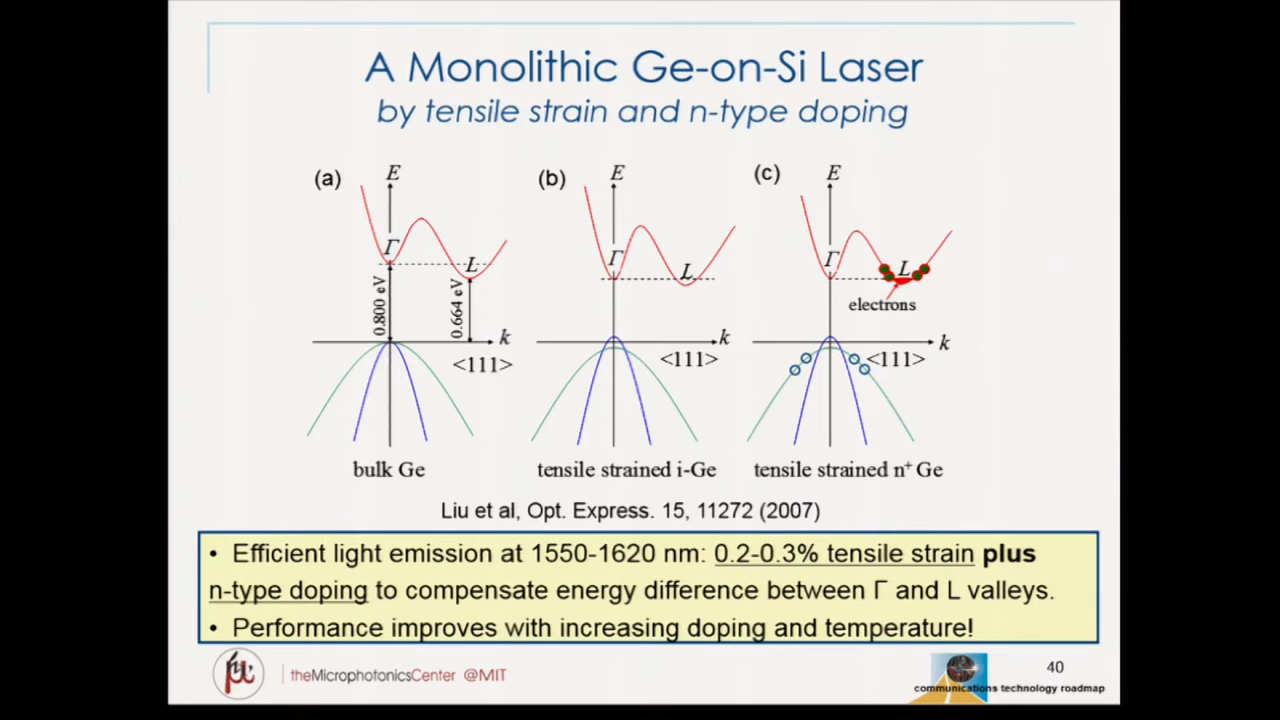 A Monolithic Ge-on-Si Laser
by tensile strain and n-type doping
(a) E (b) E (c) E
Γ L Γ L Γ L
0.800 eV 0.664 eV electrons
k k k
<111> <111> <111>
bulk Ge tensile strained i-Ge tensile strained n⁺ Ge
Liu et al, Opt. Express. 15, 11272 (2007)
• Efficient light emission at 1550-1620 nm: 0.2-0.3% tensile strain plus
n-type doping to compensate energy difference between Γ and L valleys.
• Performance improves with increasing doping and temperature!
μ theMicrophotonicsCenter @MIT 40
communications technology roadmap